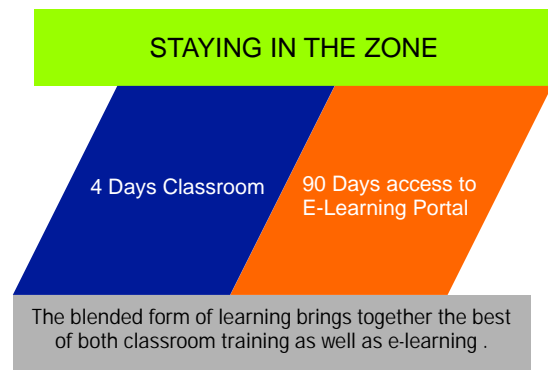 STAYING IN THE ZONE
4 Days Classroom
90 Days access to
E-Learning Portal
The blended form of learning brings together the best
of both classroom training as well as e-learning .